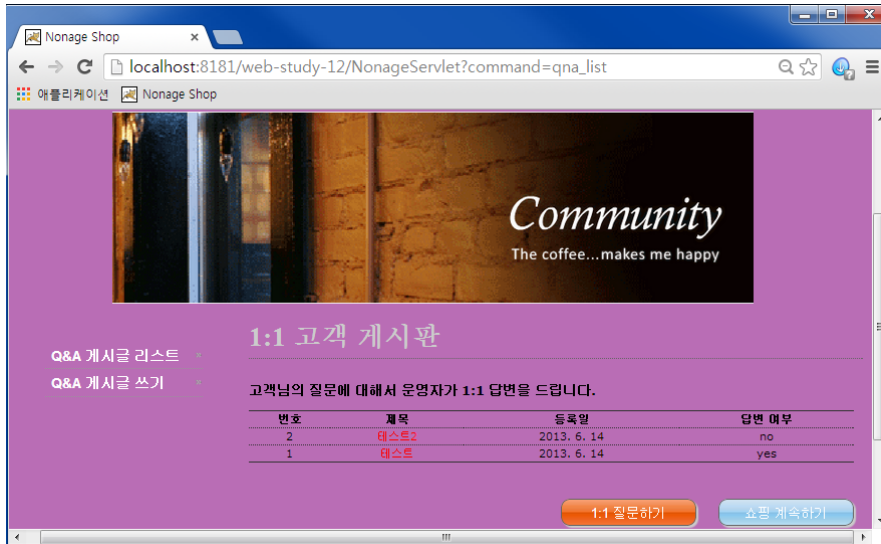 Nonage Shop
localhost:8181/web-study-12/NonageServlet?command=qna_list
애플리케이션 Nonage Shop
Community
The coffee...makes me happy
1:1 고객 게시판
Q&A 게시글 리스트
Q&A 게시글 쓰기
고객님의 질문에 대해서 운영자가 1:1 답변을 드립니다.
번호 제목 등록일 답변 여부
2 테스트2 2013. 6. 14 no
1 테스트 2013. 6. 14 yes
1:1 질문하기 쇼핑 계속하기